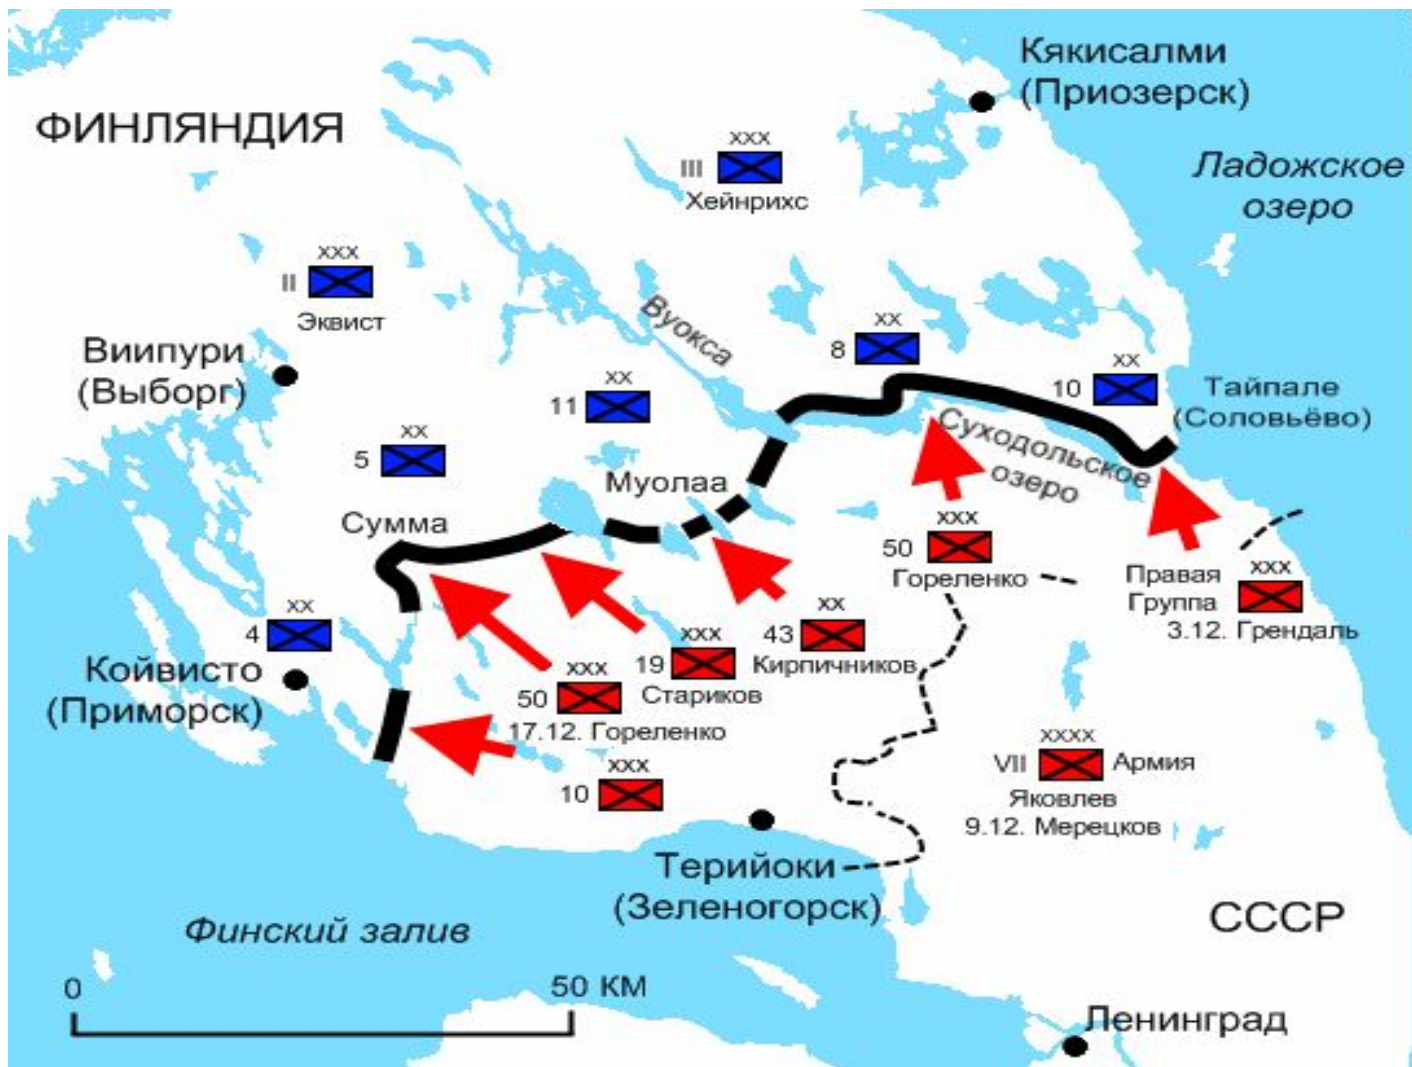 Кякисалми
(Приозерск)
ФИНЛЯНДИЯ
xxx
III
Хейнрихс
Ладожское
озеро
xxx
II
Эквист
Вуокса
Виипури
(Выборг)
xx
8
xx
10
Тайпале
(Соловьёво)
xx
11
xx
5
Суходольское
озеро
Муолаа
Сумма
xxx
50
Гореленко
Правая
Группа
xxx
3.12. Грендаль
xx
4
xx
43
Кирпичников
xxx
19
Стариков
Койвисто
(Приморск)
xxx
50
17.12. Гореленко
xxx
10
xxxx
VII
Армия
Яковлев
9.12. Мерецков
Терийоки
(Зеленогорск)
СССР
Финский залив
0
50 КМ
Ленинград